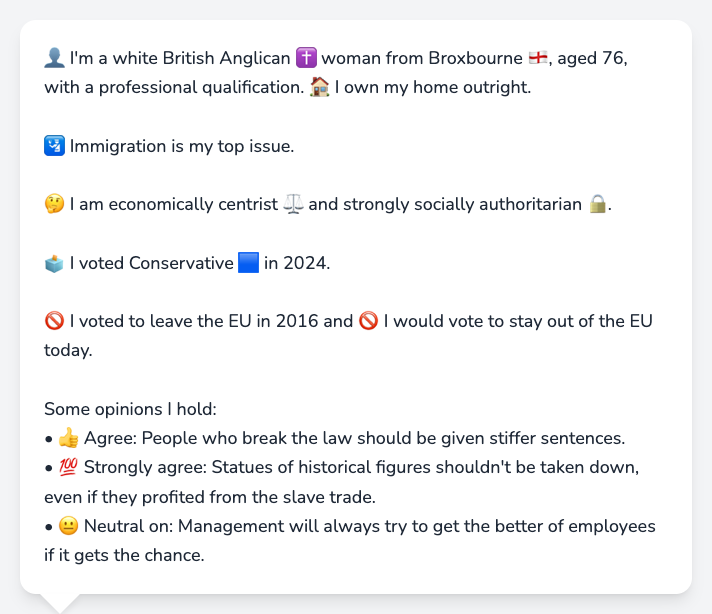 👤 I'm a white British Anglican ✝️ woman from Broxbourne 🏴󠁧󠁢󠁥󠁮󠁧󠁿, aged 76,
with a professional qualification. 🏠 I own my home outright.
🛂 Immigration is my top issue.
🤔 I am economically centrist ⚖️ and strongly socially authoritarian 🔒.
🗳️ I voted Conservative 🟦 in 2024.
🚫 I voted to leave the EU in 2016 and 🚫 I would vote to stay out of the EU
today.
Some opinions I hold:
• 👍 Agree: People who break the law should be given stiffer sentences.
• 💯 Strongly agree: Statues of historical figures shouldn't be taken down,
even if they profited from the slave trade.
• 😐 Neutral on: Management will always try to get the better of employees
if it gets the chance.